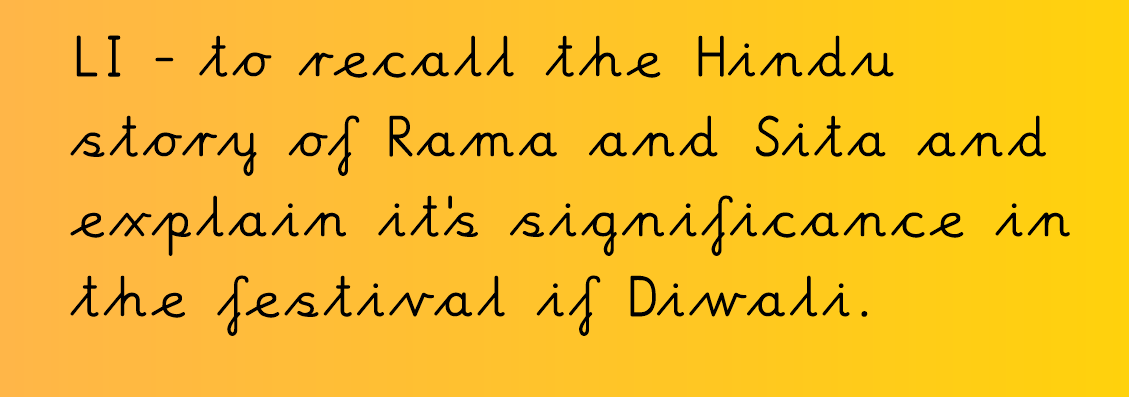 LI - to recall the Hindu
story of Rama and Sita and
explain it's significance in
the festival if Diwali.